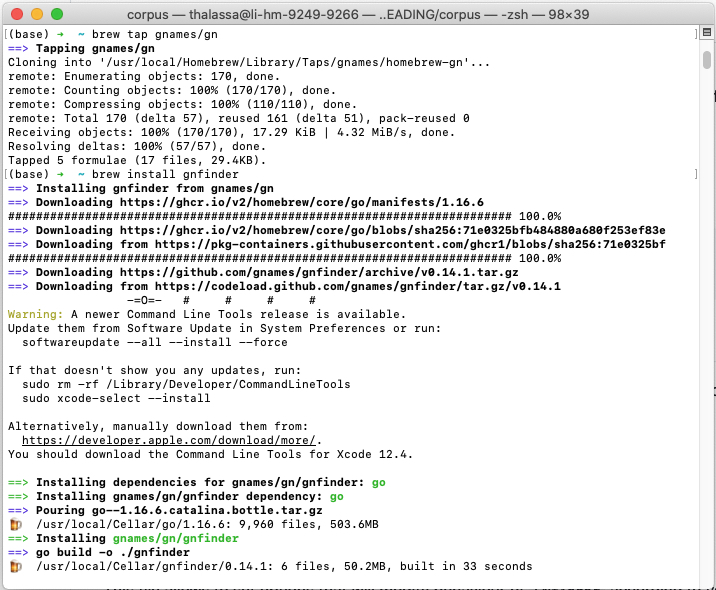 corpus — thalassa@li-hm-9249-9266 — ..EADING/corpus — -zsh — 98×39
[(base) ➜  ~ brew tap gnames/gn ]
==> Tapping gnames/gn
Cloning into '/usr/local/Homebrew/Library/Taps/gnames/homebrew-gn'...
remote: Enumerating objects: 170, done.
remote: Counting objects: 100% (170/170), done.
remote: Compressing objects: 100% (110/110), done.
remote: Total 170 (delta 57), reused 161 (delta 51), pack-reused 0
Receiving objects: 100% (170/170), 17.29 KiB | 4.32 MiB/s, done.
Resolving deltas: 100% (57/57), done.
Tapped 5 formulae (17 files, 29.4KB).
[(base) ➜  ~ brew install gnfinder ]
==> Installing gnfinder from gnames/gn
==> Downloading https://ghcr.io/v2/homebrew/core/go/manifests/1.16.6
######################################################################## 100.0%
==> Downloading https://ghcr.io/v2/homebrew/core/go/blobs/sha256:71e0325bfb484880a680f253ef83e
==> Downloading from https://pkg-containers.githubusercontent.com/ghcr1/blobs/sha256:71e0325bf
######################################################################## 100.0%
==> Downloading https://github.com/gnames/gnfinder/archive/v0.14.1.tar.gz
==> Downloading from https://codeload.github.com/gnames/gnfinder/tar.gz/v0.14.1
-=O=-   #     #     #     #
Warning: A newer Command Line Tools release is available.
Update them from Software Update in System Preferences or run:
  softwareupdate --all --install --force
If that doesn't show you any updates, run:
  sudo rm -rf /Library/Developer/CommandLineTools
  sudo xcode-select --install
Alternatively, manually download them from:
  https://developer.apple.com/download/more/.
You should download the Command Line Tools for Xcode 12.4.
==> Installing dependencies for gnames/gn/gnfinder: go
==> Installing gnames/gn/gnfinder dependency: go
==> Pouring go--1.16.6.catalina.bottle.tar.gz
🍺  /usr/local/Cellar/go/1.16.6: 9,960 files, 503.6MB
==> Installing gnames/gn/gnfinder
==> go build -o ./gnfinder
🍺  /usr/local/Cellar/gnfinder/0.14.1: 6 files, 50.2MB, built in 33 seconds